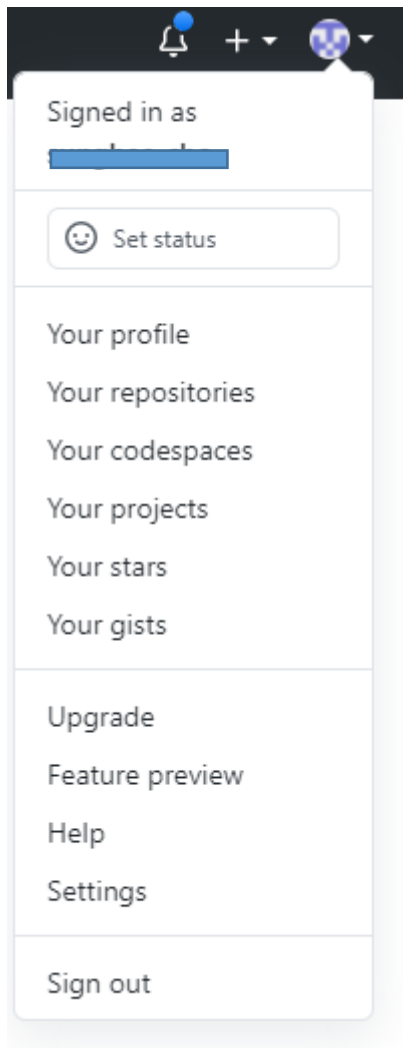 Signed in as
Set status
Your profile
Your repositories
Your codespaces
Your projects
Your stars
Your gists
Upgrade
Feature preview
Help
Settings
Sign out